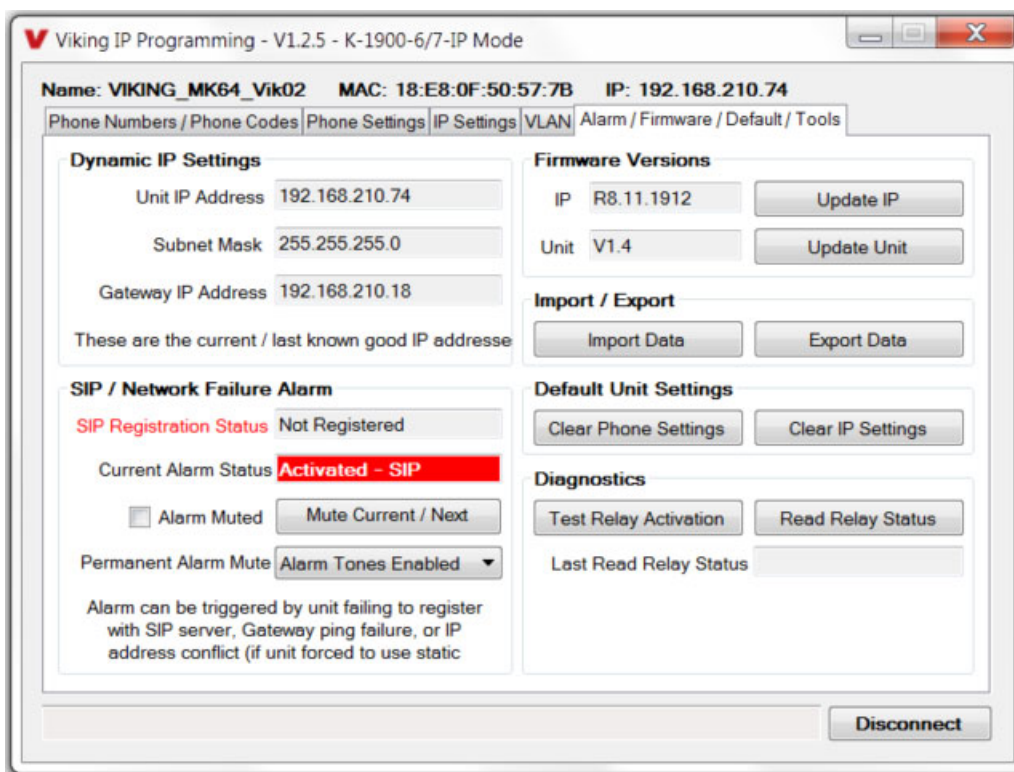 Viking IP Programming - V1.2.5 - K-1900-6/7-IP Mode
Name: VIKING_MK64_Vik02 MAC: 18:E8:0F:50:57:7B IP: 192.168.210.74
Phone Numbers / Phone Codes Phone Settings IP Settings VLAN Alarm / Firmware / Default / Tools
Dynamic IP Settings
Unit IP Address 192.168.210.74
Subnet Mask 255.255.255.0
Gateway IP Address 192.168.210.18
These are the current / last known good IP addresse
SIP / Network Failure Alarm
SIP Registration Status Not Registered
Current Alarm Status Activated - SIP
Alarm Muted Mute Current / Next
Permanent Alarm Mute Alarm Tones Enabled
Alarm can be triggered by unit failing to register
with SIP server, Gateway ping failure, or IP
address conflict (if unit forced to use static
Firmware Versions
IP R8.11.1912 Update IP
Unit V1.4 Update Unit
Import / Export
Import Data Export Data
Default Unit Settings
Clear Phone Settings Clear IP Settings
Diagnostics
Test Relay Activation Read Relay Status
Last Read Relay Status
Disconnect